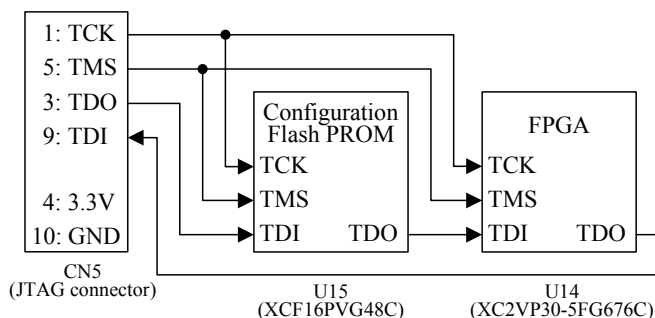 1: TCK
5: TMS
3: TDO
9: TDI
4: 3.3V
10: GND
CN5
(JTAG connector)
Configuration
Flash PROM
TCK
TMS
TDI TDO
U15
(XCF16PVG48C)
FPGA
TCK
TMS
TDI TDO
U14
(XC2VP30-5FG676C)